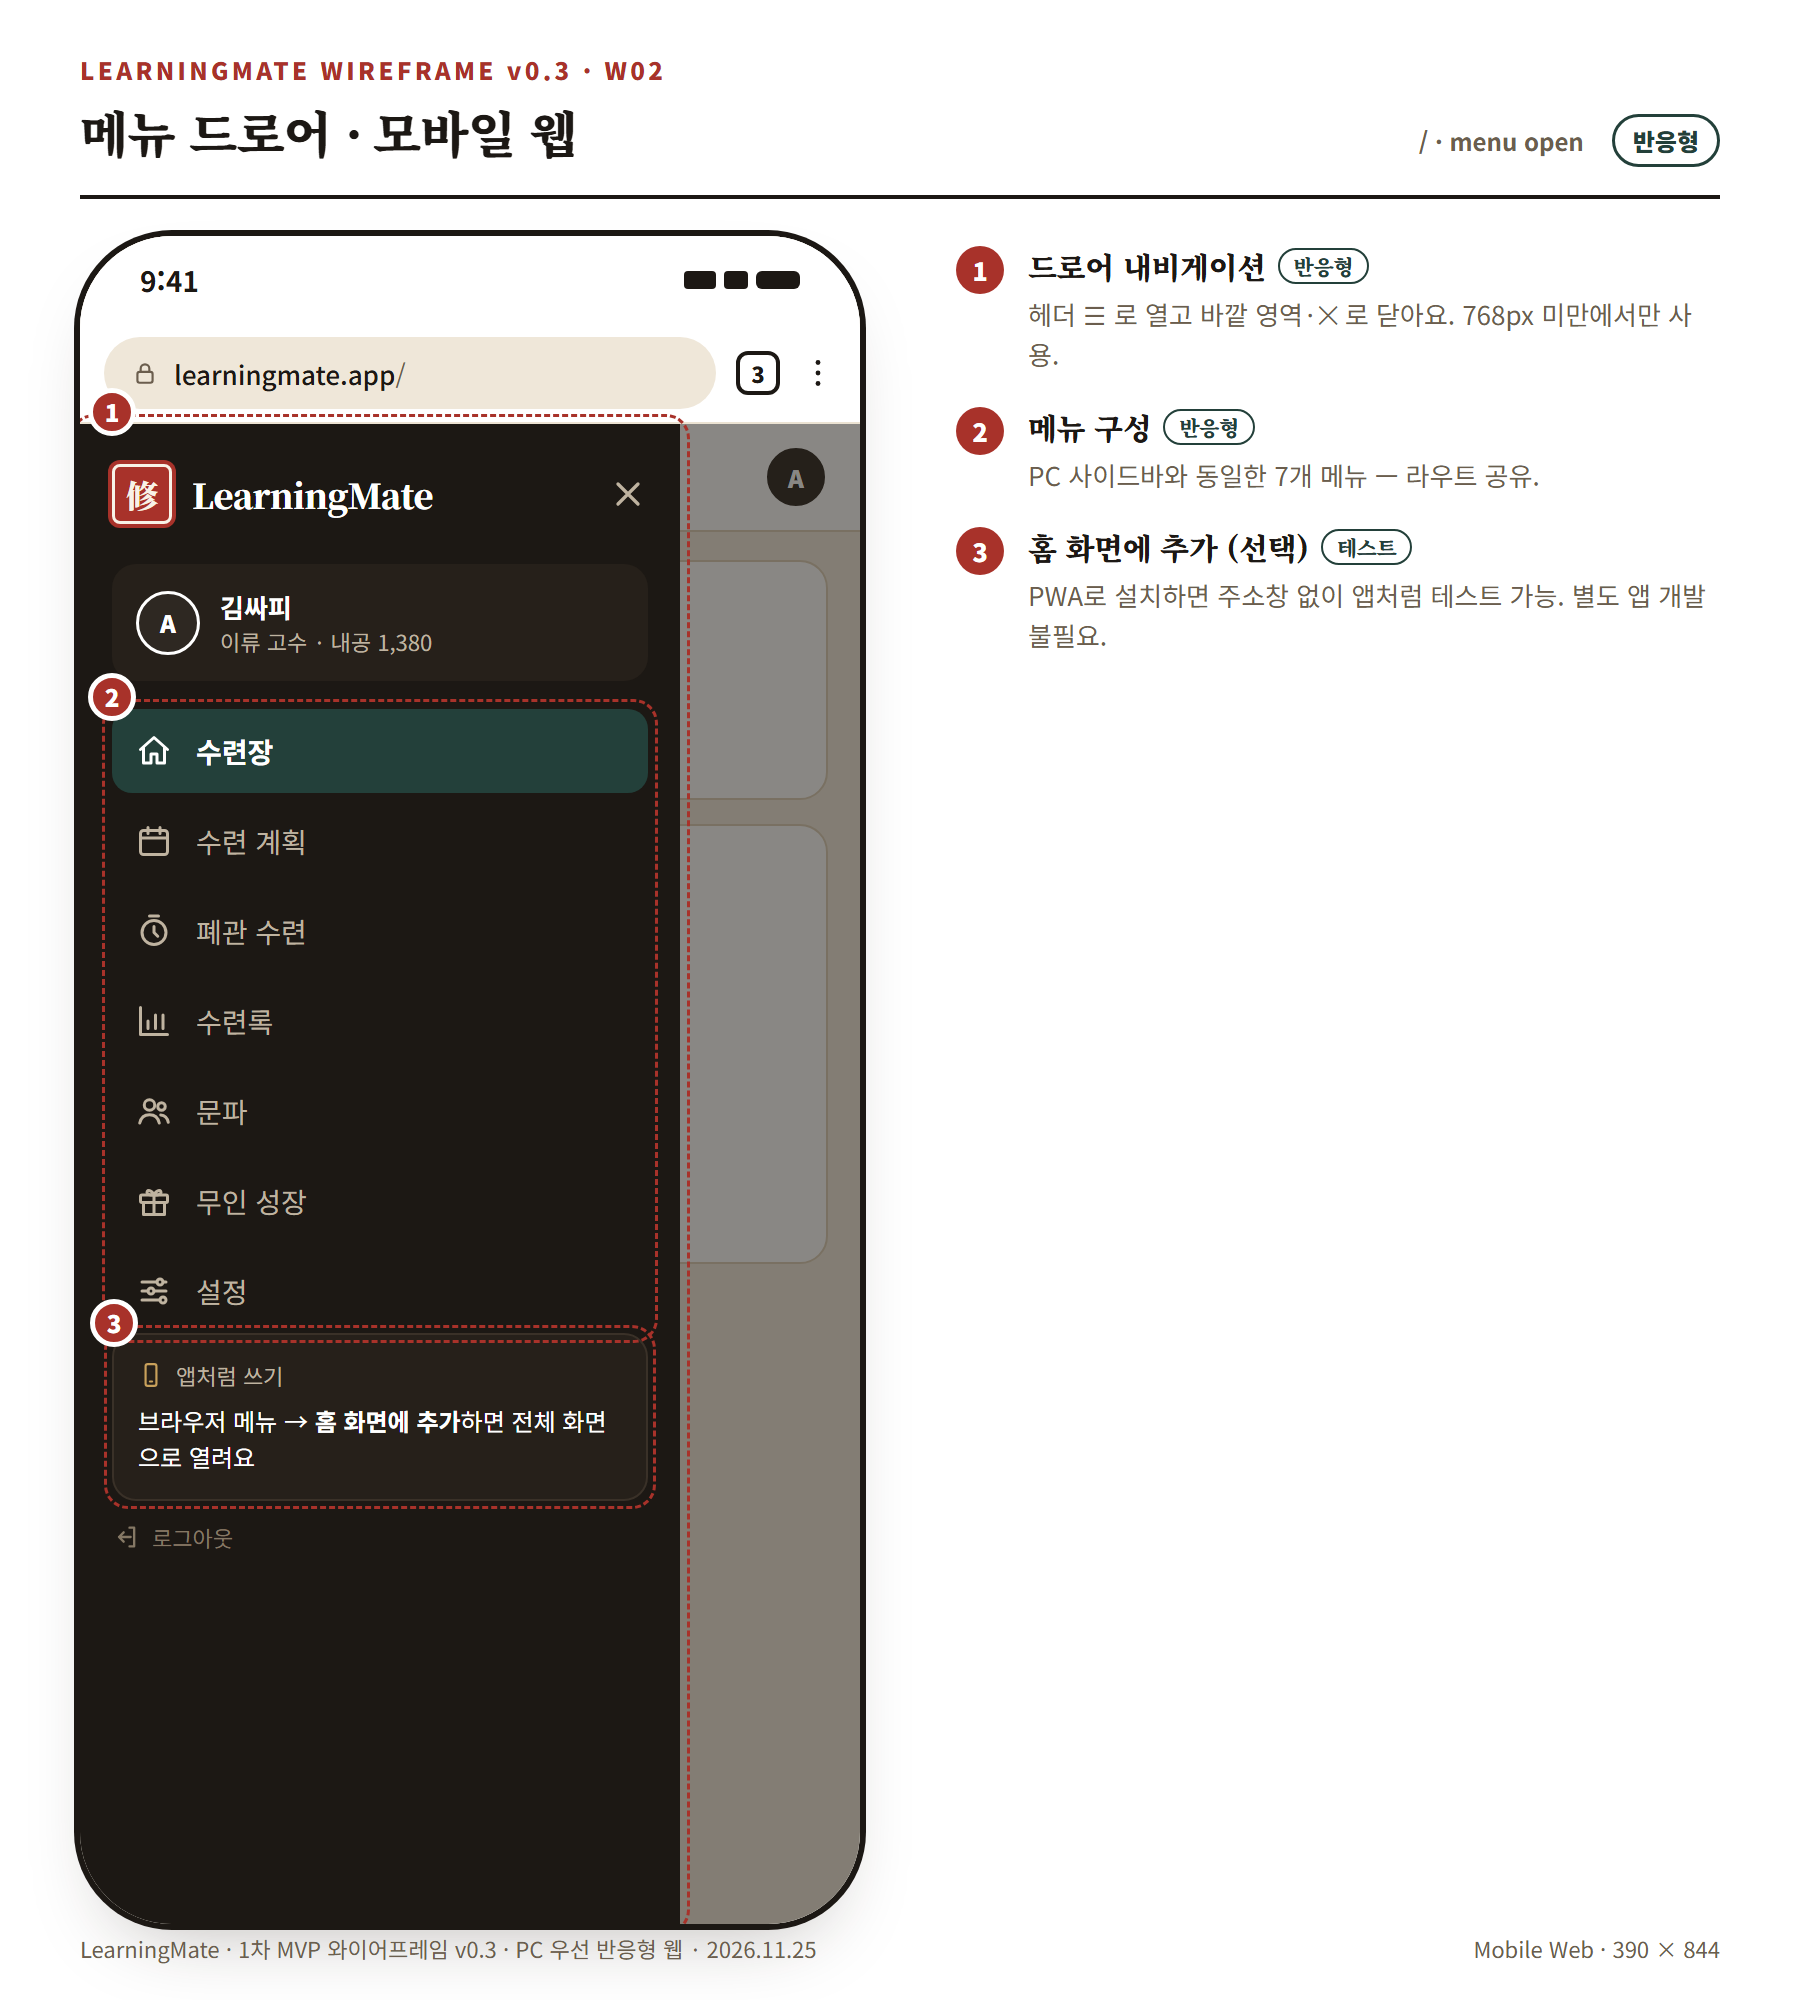 LEARNINGMATE WIREFRAME v0.3 · W02
메뉴 드로어 · 모바일 웹
/ · menu open
반응형
9:41
learningmate.app/
3
1
修 LearningMate
A
A
김싸피
이류 고수 · 내공 1,380
2
수련장
수련 계획
폐관 수련
수련록
문파
무인 성장
설정
3
앱처럼 쓰기
브라우저 메뉴 → 홈 화면에 추가하면 전체 화면
으로 열려요
로그아웃
1 드로어 내비게이션 반응형
헤더 ☰ 로 열고 바깥 영역·✕ 로 닫아요. 768px 미만에서만 사
용.
2 메뉴 구성 반응형
PC 사이드바와 동일한 7개 메뉴 — 라우트 공유.
3 홈 화면에 추가 (선택) 테스트
PWA로 설치하면 주소창 없이 앱처럼 테스트 가능. 별도 앱 개발
불필요.
LearningMate · 1차 MVP 와이어프레임 v0.3 · PC 우선 반응형 웹 · 2026.11.25
Mobile Web · 390 × 844